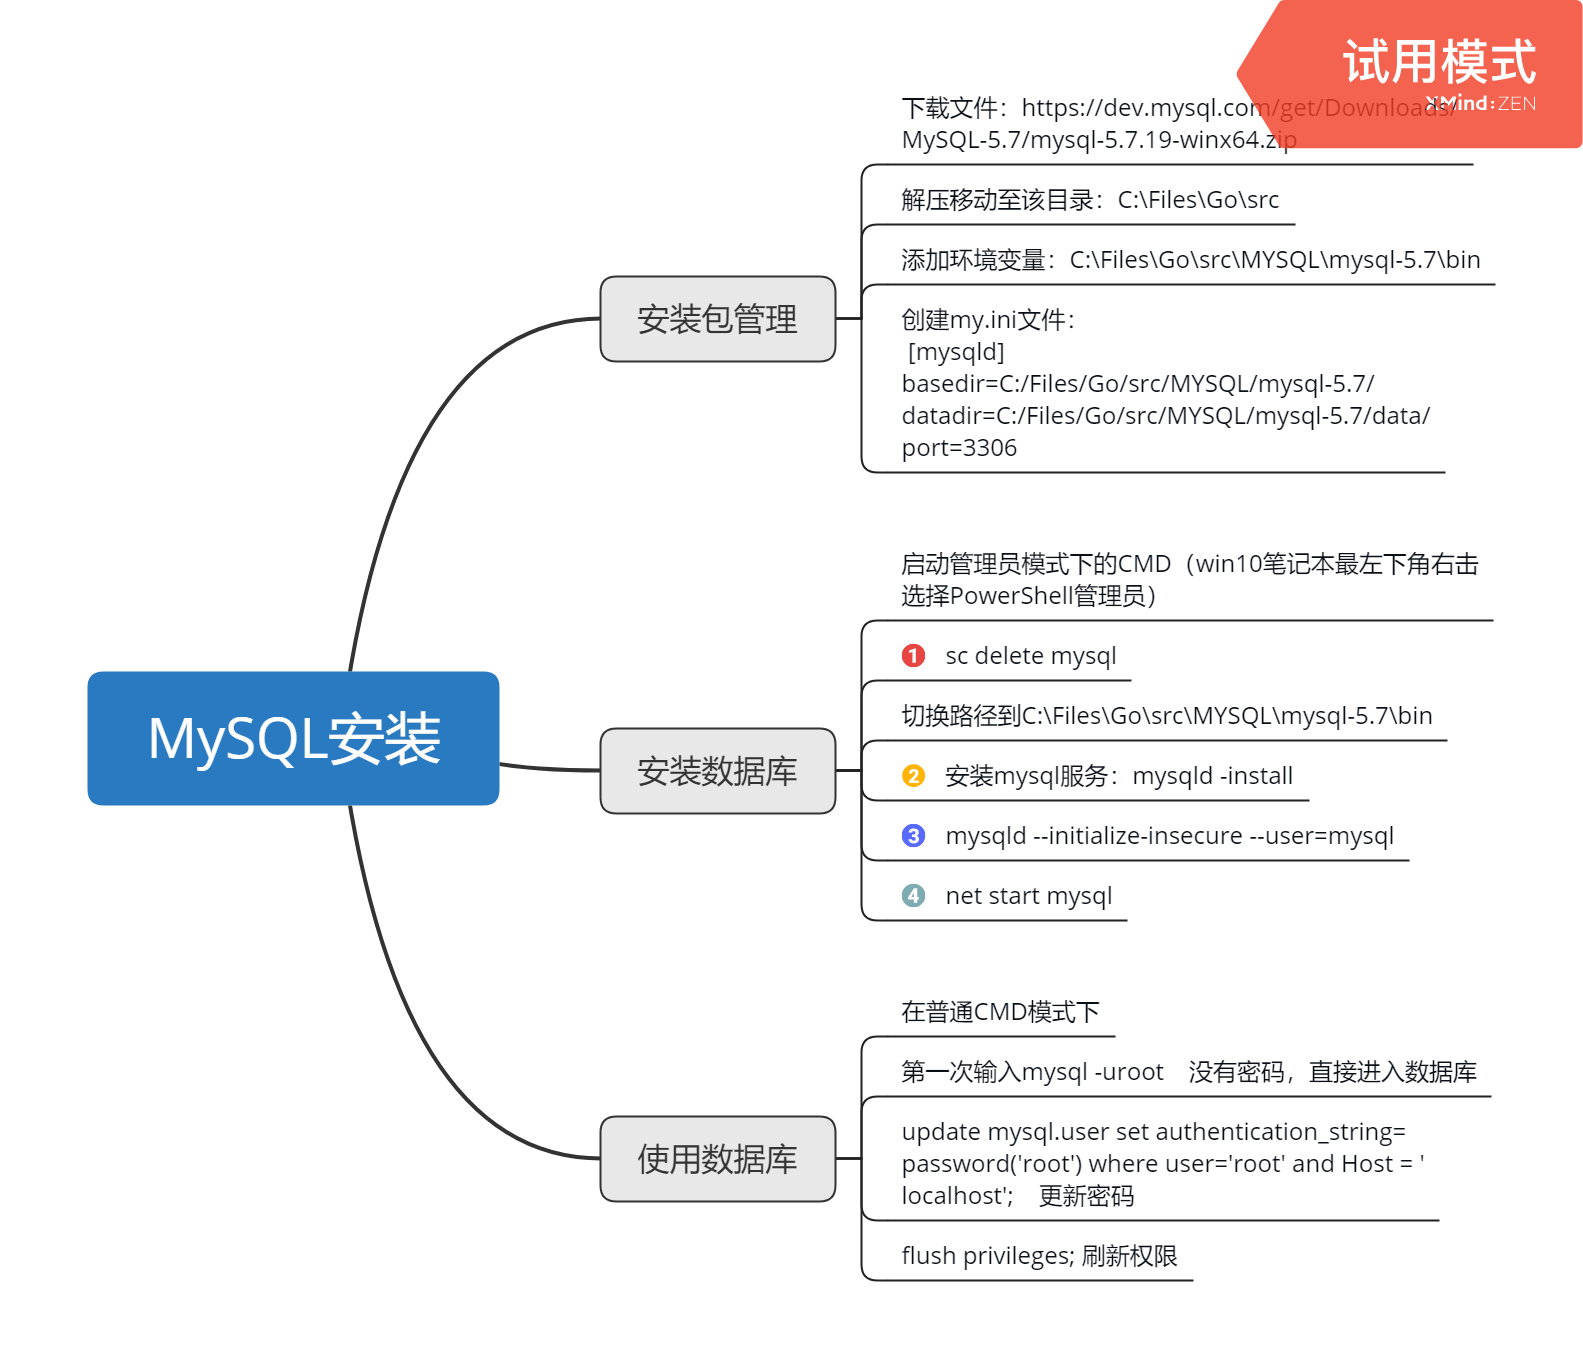 试用模式
XMind:ZEN
下载文件：https://dev.mysql.com/get/Downloads/
MySQL-5.7/mysql-5.7.19-winx64.zip
解压移动至该目录：C:\Files\Go\src
添加环境变量：C:\Files\Go\src\MYSQL\mysql-5.7\bin
安装包管理
创建my.ini文件：
[mysqld]
basedir=C:/Files/Go/src/MYSQL/mysql-5.7/
datadir=C:/Files/Go/src/MYSQL/mysql-5.7/data/
port=3306
启动管理员模式下的CMD（win10笔记本最左下角右击
选择PowerShell管理员）
1 sc delete mysql
切换路径到C:\Files\Go\src\MYSQL\mysql-5.7\bin
MySQL安装
安装数据库
2 安装mysql服务：mysqld -install
3 mysqld --initialize-insecure --user=mysql
4 net start mysql
在普通CMD模式下
第一次输入mysql -uroot 没有密码，直接进入数据库
使用数据库
update mysql.user set authentication_string=
password('root') where user='root' and Host = '
localhost'; 更新密码
flush privileges; 刷新权限